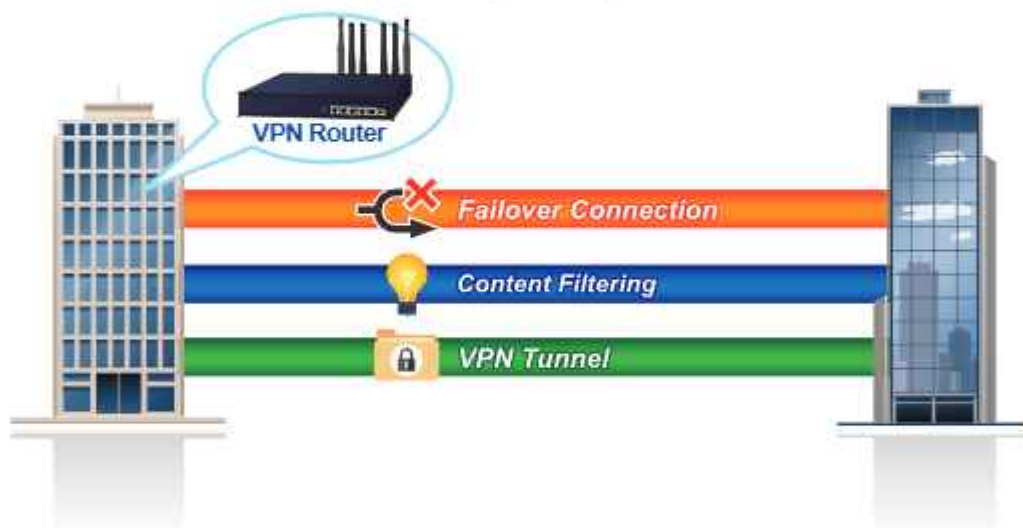 VPN Router
Failover Connection
Content Filtering
VPN Tunnel